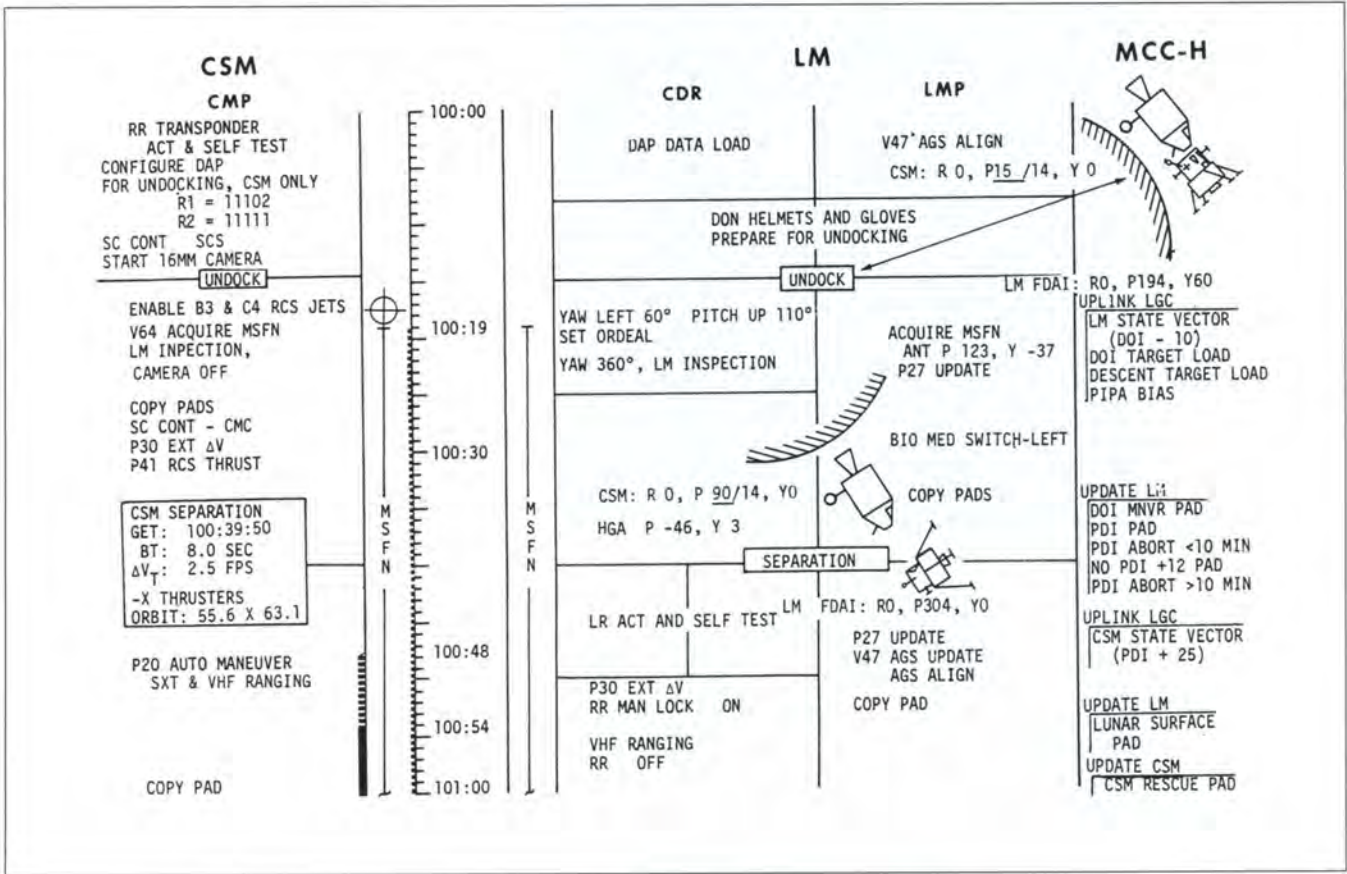 CSM
LM
MCC-H
CMP
CDR
LMP
RR TRANSPONDER
ACT & SELF TEST
CONFIGURE DAP
FOR UNDOCKING, CSM ONLY
R1 = 11102
R2 = 11111
SC CONT SCS
START 16MM CAMERA
UNDOCK
ENABLE B3 & C4 RCS JETS
V64 ACQUIRE MSFN
LM INPECTION,
CAMERA OFF
COPY PADS
SC CONT - CMC
P30 EXT ΔV
P41 RCS THRUST
CSM SEPARATION
GET: 100:39:50
BT: 8.0 SEC
ΔVT: 2.5 FPS
-X THRUSTERS
ORBIT: 55.6 X 63.1
P20 AUTO MANEUVER
SXT & VHF RANGING
COPY PAD
MSFN
100:00
100:19
100:30
100:48
100:54
101:00
MSFN
DAP DATA LOAD
V47 AGS ALIGN
CSM: R 0, P15 /14, Y 0
DON HELMETS AND GLOVES
PREPARE FOR UNDOCKING
UNDOCK
YAW LEFT 60° PITCH UP 110°
SET ORDEAL
YAW 360°, LM INSPECTION
ACQUIRE MSFN
ANT P 123, Y -37
P27 UPDATE
BIO MED SWITCH-LEFT
CSM: R 0, P 90/14, Y0
HGA P -46, Y 3
COPY PADS
SEPARATION
LM FDAI: R0, P304, Y0
LR ACT AND SELF TEST
P27 UPDATE
V47 AGS UPDATE
AGS ALIGN
P30 EXT ΔV
RR MAN LOCK ON
COPY PAD
VHF RANGING
RR OFF
LM FDAI: R0, P194, Y60
UPLINK LGC
LM STATE VECTOR
(DOI - 10)
DOI TARGET LOAD
DESCENT TARGET LOAD
PIPA BIAS
UPDATE LM
DOI MNVR PAD
PDI PAD
PDI ABORT <10 MIN
NO PDI +12 PAD
PDI ABORT >10 MIN
UPLINK LGC
CSM STATE VECTOR
(PDI + 25)
UPDATE LM
LUNAR SURFACE
PAD
UPDATE CSM
CSM RESCUE PAD